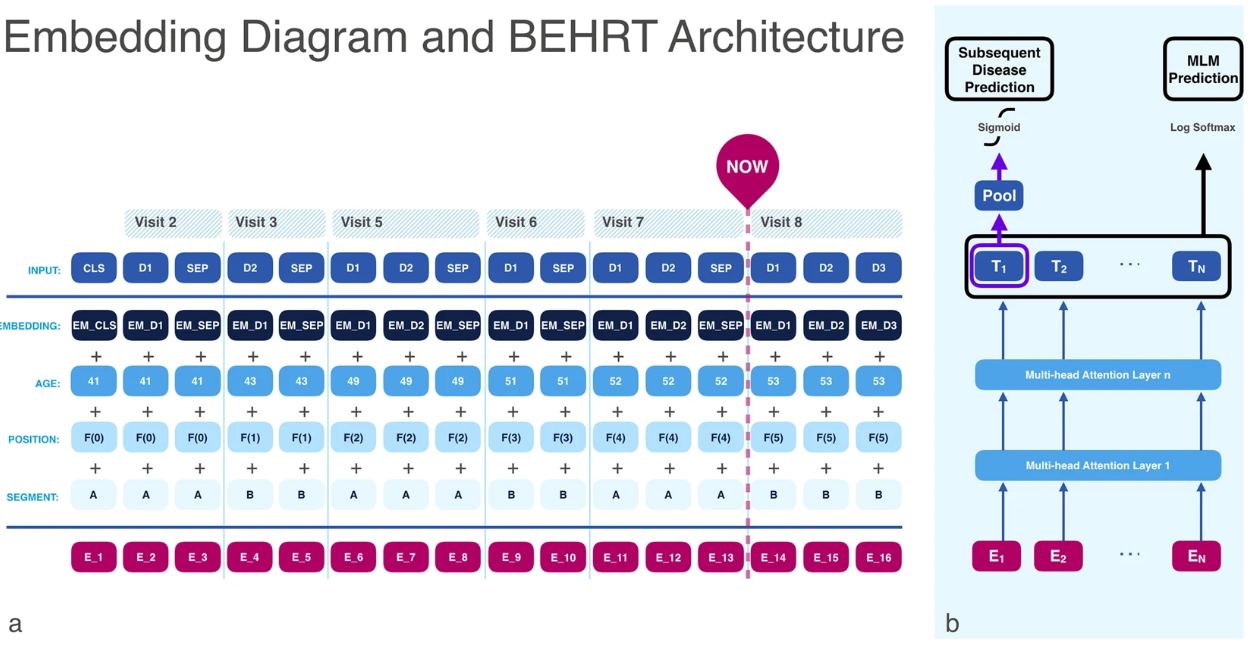 Embedding Diagram and BEHRT Architecture
NOW
Visit 2 Visit 3 Visit 5 Visit 6 Visit 7 Visit 8
INPUT: CLS D1 SEP D2 SEP D1 D2 SEP D1 SEP D1 D2 SEP D1 D2 D3
EMBEDDING: EM_CLS EM_D1 EM_SEP EM_D1 EM_SEP EM_D1 EM_D2 EM_SEP EM_D1 EM_SEP EM_D1 EM_D2 EM_SEP EM_D1 EM_D2 EM_D3
+ + + + + + + + + + + + + + + +
AGE: 41 41 41 43 43 49 49 49 51 51 52 52 52 53 53 53
+ + + + + + + + + + + + + + + +
POSITION: F(0) F(0) F(0) F(1) F(1) F(2) F(2) F(2) F(3) F(3) F(4) F(4) F(4) F(5) F(5) F(5)
+ + + + + + + + + + + + + + + +
SEGMENT: A A A B B A A A B B A A A B B B
E_1 E_2 E_3 E_4 E_5 E_6 E_7 E_8 E_9 E_10 E_11 E_12 E_13 E_14 E_15 E_16
a
Subsequent
Disease
Prediction
MLM
Prediction
Sigmoid Log Softmax
Pool
T1 T2 ... TN
Multi-head Attention Layer n
Multi-head Attention Layer 1
E1 E2 ... EN
b